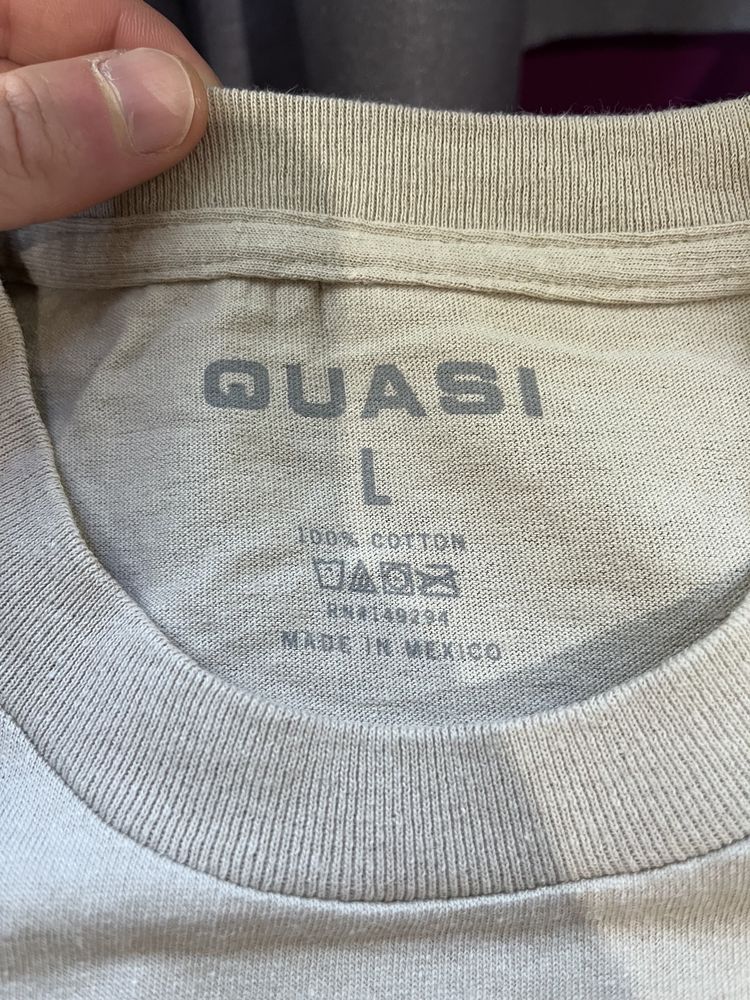 QUASI
L
100% COTTON
RN#149294
MADE IN MEXICO